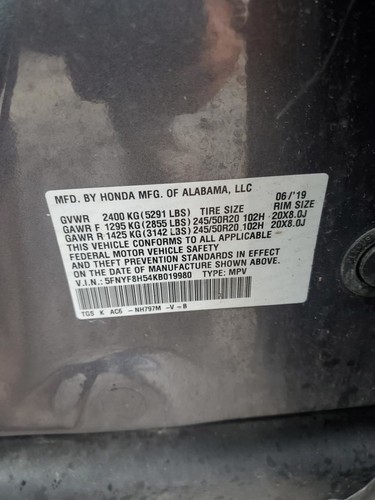 MFD. BY HONDA MFG. OF ALABAMA, LLC 06/'19
GVWR 2400 KG (5291 LBS) TIRE SIZE RIM SIZE
GAWR F 1295 KG (2855 LBS) 245/50R20 102H 20X8.0J
GAWR R 1425 KG (3142 L3S) 245/50R20 102H 20X8.0J
THIS VEHICLE CONFORMS TO ALL APPLICABLE
FEDERAL MOTOR VEHICLE SAFETY
AND THEFT PREVENTION STANDARDS IN EFFECT
ON THE DATE OF MANUFACTURE SHOWN ABOVE.
V.I.N.: 5FNYF8H54KB019980 TYPE: MPV
TGS K AC6 -NH797M -V -B